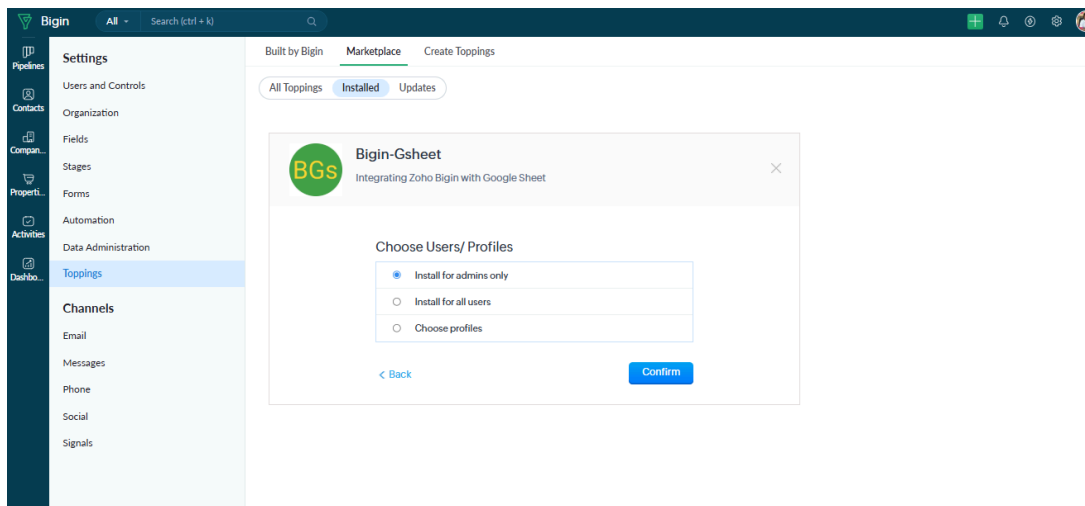 Bigin
All
Search (ctrl + k)
Pipelines
Contacts
Compan...
Properti...
Activities
Dashbo...
Settings
Users and Controls
Organization
Fields
Stages
Forms
Automation
Data Administration
Toppings
Channels
Email
Messages
Phone
Social
Signals
Built by Bigin Marketplace Create Toppings
All Toppings Installed Updates
BGs
Bigin-Gsheet
Integrating Zoho Bigin with Google Sheet
Choose Users/ Profiles
Install for admins only
Install for all users
Choose profiles
< Back
Confirm